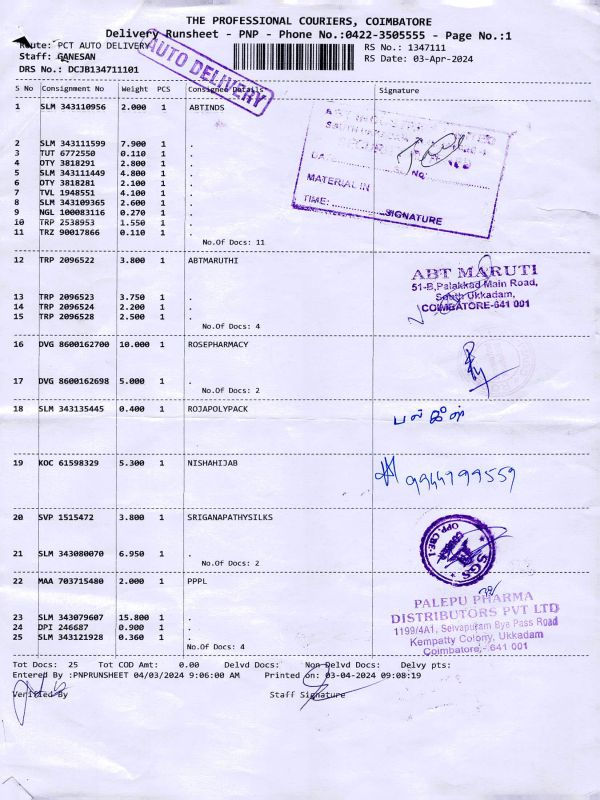 THE PROFESSIONAL COURIERS, COIMBATORE
Delivery Runsheet - PNP - Phone No.:0422-3505555 - Page No.:1
Route: PCT AUTO DELIVERY
RS No.: 1347111
Staff: GANESAN
RS Date: 03-Apr-2024
DRS No.: DCJB134711101
AUTO DELIVERY
S No Consignment No Weight PCS Consignee Details Signature
1 SLM 343110956 2.000 1 ABTINDS
2 SLM 343111599 7.900 1 .
3 TUT 6772550 0.110 1 .
4 DTY 3818291 2.800 1 .
5 SLM 343111449 4.800 1 .
6 DTY 3818281 2.100 1 .
7 TVL 1948551 4.100 1 .
8 SLM 343109365 2.600 1 .
9 NGL 100083116 0.270 1 .
10 TRP 2538953 1.550 1 .
11 TRZ 90017866 0.110 1 .
No.Of Docs: 11
MATERIAL IN
TIME: SIGNATURE
12 TRP 2096522 3.800 1 ABTMARUTHI
13 TRP 2096523 3.750 1 .
14 TRP 2096524 2.200 1 .
15 TRP 2096528 2.500 1 .
No.Of Docs: 4
ABT MARUTI
51-B, Palakkad Main Road,
South Ukkadam,
COIMBATORE-641 001
16 DVG 8600162700 10.000 1 ROSEPHARMACY
17 DVG 8600162698 5.000 1 .
No.Of Docs: 2
18 SLM 343135445 0.400 1 ROJAPOLYPACK
19 KOC 61598329 5.300 1 NISHAHIJAB
9944199559
20 SVP 1515472 3.800 1 SRIGANAPATHYSILKS
21 SLM 343080070 6.950 1 .
No.Of Docs: 2
SGS
OPP. CBE-1
22 MAA 703715480 2.000 1 PPPL
23 SLM 343079607 15.800 1 .
24 DPI 246687 0.900 1 .
25 SLM 343121928 0.360 1 .
No.Of Docs: 4
PALEPU PHARMA
DISTRIBUTORS PVT LTD
1199/4A1, Selvapuram Bye Pass Road
Kempatty Colony, Ukkadam
Coimbatore - 641 001
Tot Docs: 25 Tot COD Amt: 0.00 Delvd Docs: Non Delvd Docs: Delvy pts:
Entered By :PNPRUNSHEET 04/03/2024 9:06:00 AM Printed on: 03-04-2024 09:08:19
Verified By Staff Signature